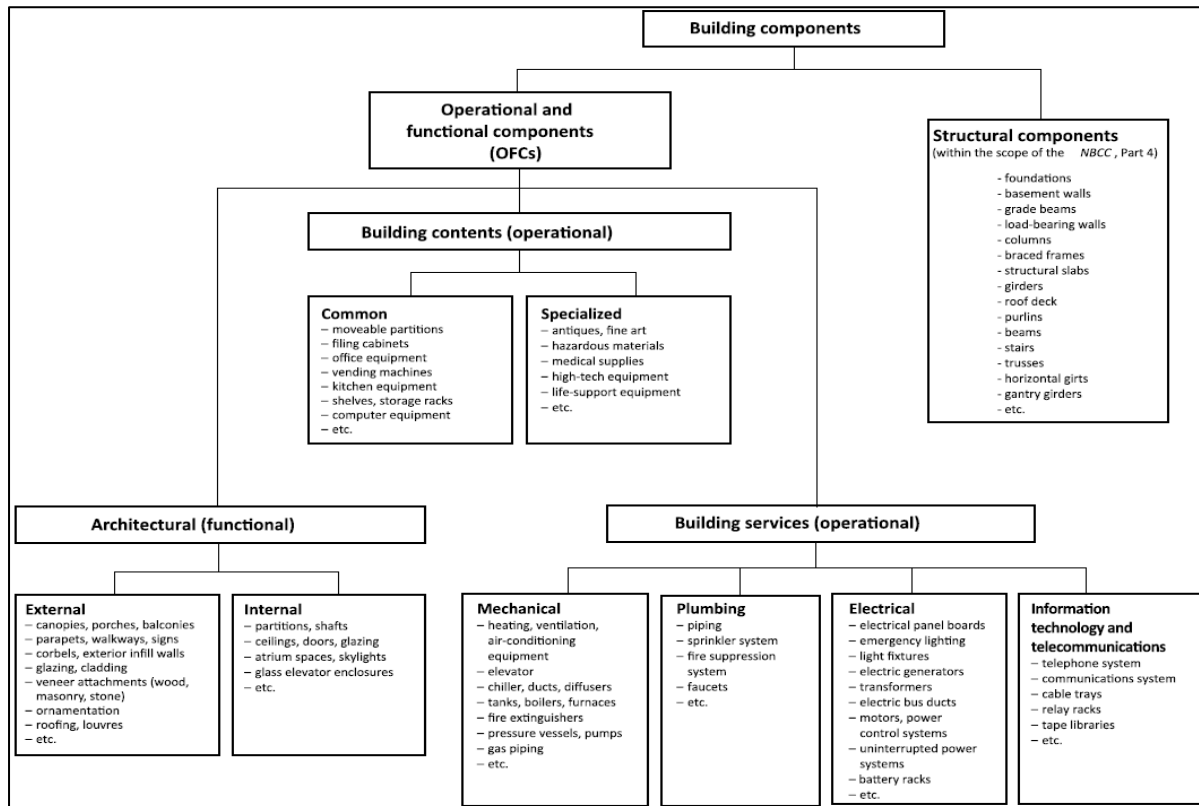 Building components
Operational and
functional components
(OFCs)
Structural components
(within the scope of the NBCC , Part 4)
- foundations
- basement walls
- grade beams
- load-bearing walls
- columns
- braced frames
- structural slabs
- girders
- roof deck
- purlins
- beams
- stairs
- trusses
- horizontal girts
- gantry girders
- etc.
Building contents (operational)
Common
– moveable partitions
– filing cabinets
– office equipment
– vending machines
– kitchen equipment
– shelves, storage racks
– computer equipment
– etc.
Specialized
– antiques, fine art
– hazardous materials
– medical supplies
– high-tech equipment
– life-support equipment
– etc.
Architectural (functional)
Building services (operational)
External
– canopies, porches, balconies
– parapets, walkways, signs
– corbels, exterior infill walls
– glazing, cladding
– veneer attachments (wood,
masonry, stone)
– ornamentation
– roofing, louvres
– etc.
Internal
– partitions, shafts
– ceilings, doors, glazing
– atrium spaces, skylights
– glass elevator enclosures
– etc.
Mechanical
– heating, ventilation,
air-conditioning
equipment
– elevator
– chiller, ducts, diffusers
– tanks, boilers, furnaces
– fire extinguishers
– pressure vessels, pumps
– gas piping
– etc.
Plumbing
– piping
– sprinkler system
– fire suppression
system
– faucets
– etc.
Electrical
– electrical panel boards
– emergency lighting
– light fixtures
– electric generators
– transformers
– electric bus ducts
– motors, power
control systems
– uninterrupted power
systems
– battery racks
– etc.
Information
technology and
telecommunications
– telephone system
– communications system
– cable trays
– relay racks
– tape libraries
– etc.